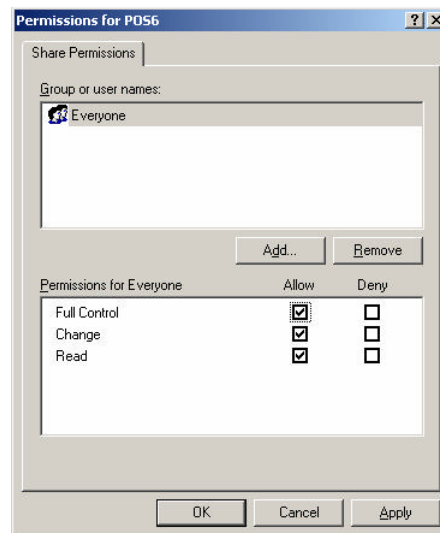 Permissions for POS6
Share Permissions
Group or user names:
Everyone
Add... Remove
Permissions for Everyone Allow Deny
Full Control
Change
Read
OK Cancel Apply